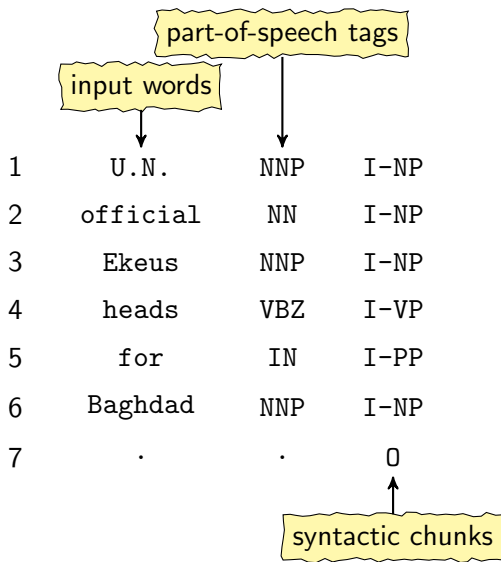 part-of-speech tags
input words
1 U.N. NNP I-NP
2 official NN I-NP
3 Ekeus NNP I-NP
4 heads VBZ I-VP
5 for IN I-PP
6 Baghdad NNP I-NP
7 . . O
syntactic chunks